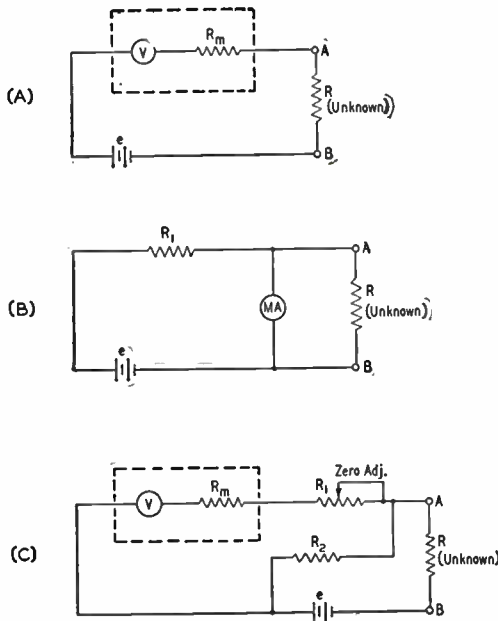 (A)
V
Rm
A
R
(Unknown)
e
B
(B)
R1
A
MA
R
(Unknown)
e
B
(C)
Zero Adj.
V
Rm
R1
A
R2
R
(Unknown)
e
B